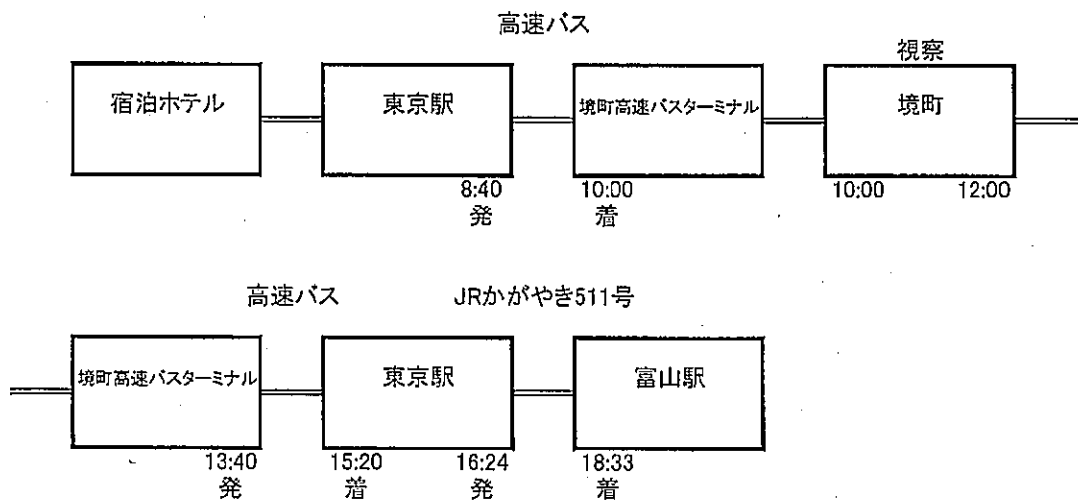 高速バス
視察
宿泊ホテル 東京駅 境町高速バスターミナル 境町
8:40 10:00 10:00 12:00
発 着
高速バス JRかがやき511号
境町高速バスターミナル 東京駅 富山駅
13:40 15:20 16:24 18:33
発 着 発 着